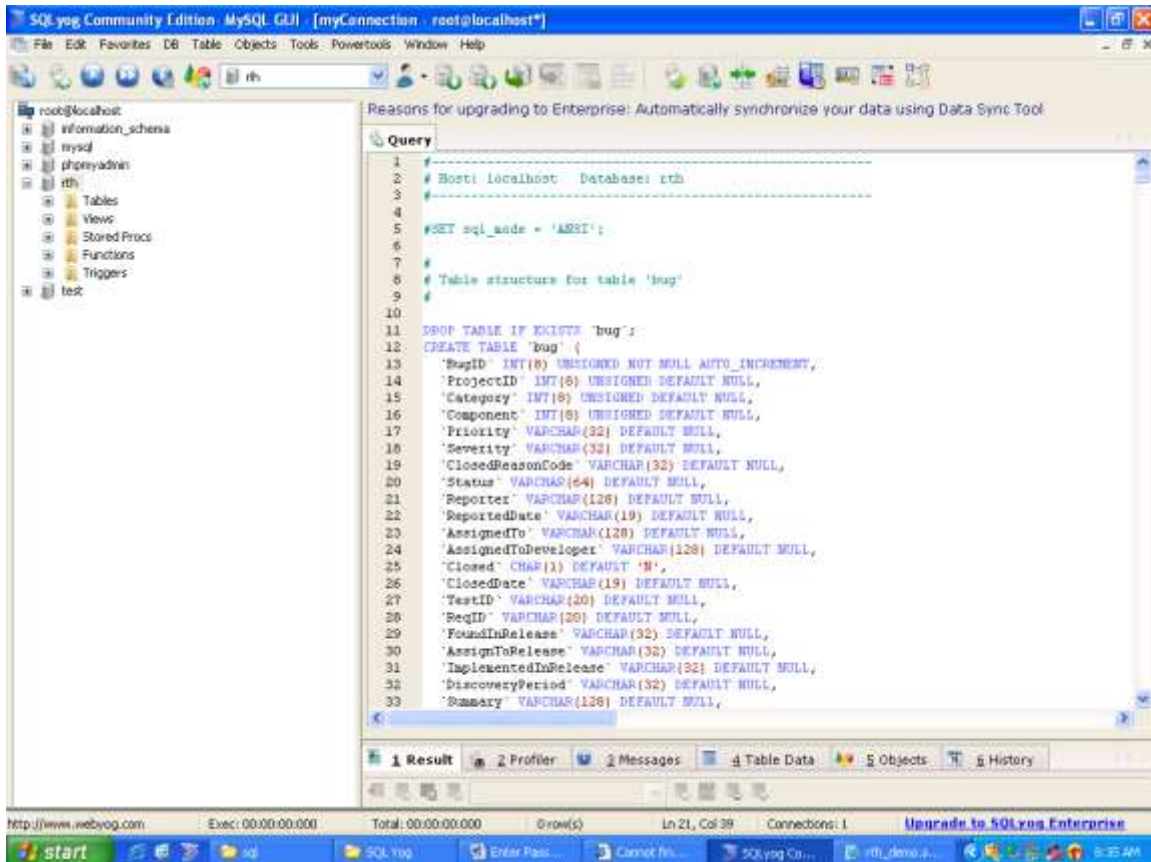 SQLyog Community Edition- MySQL GUI - [myConnection - root@localhost*]
File Edit Favorites DB Table Objects Tools Powertools Window Help
rth
root@localhost
information_schema
mysql
phpmyadmin
rth
Tables
Views
Stored Procs
Functions
Triggers
test
Reasons for upgrading to Enterprise: Automatically synchronize your data using Data Sync Tool
Query
1 #----------------------------------------------------------------------
2 # Host: localhost Database: rth
3 #----------------------------------------------------------------------
4
5 #SET sql_mode = 'ANSI';
6
7 #
8 # Table structure for table 'bug'
9 #
10
11 DROP TABLE IF EXISTS `bug`;
12 CREATE TABLE `bug` (
13 `BugID` INT(8) UNSIGNED NOT NULL AUTO_INCREMENT,
14 `ProjectID` INT(8) UNSIGNED DEFAULT NULL,
15 `Category` INT(8) UNSIGNED DEFAULT NULL,
16 `Component` INT(8) UNSIGNED DEFAULT NULL,
17 `Priority` VARCHAR(32) DEFAULT NULL,
18 `Severity` VARCHAR(32) DEFAULT NULL,
19 `ClosedReasonCode` VARCHAR(32) DEFAULT NULL,
20 `Status` VARCHAR(64) DEFAULT NULL,
21 `Reporter` VARCHAR(128) DEFAULT NULL,
22 `ReportedDate` VARCHAR(19) DEFAULT NULL,
23 `AssignedTo` VARCHAR(128) DEFAULT NULL,
24 `AssignedToDeveloper` VARCHAR(128) DEFAULT NULL,
25 `Closed` CHAR(1) DEFAULT 'N',
26 `ClosedDate` VARCHAR(19) DEFAULT NULL,
27 `TestID` VARCHAR(20) DEFAULT NULL,
28 `ReqID` VARCHAR(20) DEFAULT NULL,
29 `FoundInRelease` VARCHAR(32) DEFAULT NULL,
30 `AssignToRelease` VARCHAR(32) DEFAULT NULL,
31 `ImplementedInRelease` VARCHAR(32) DEFAULT NULL,
32 `DiscoveryPeriod` VARCHAR(32) DEFAULT NULL,
33 `Summary` VARCHAR(128) DEFAULT NULL,
1 Result 2 Profiler 3 Messages 4 Table Data 5 Objects 6 History
http://www.webyog.com Exec: 00:00:00:000 Total: 00:00:00:000 0 row(s) Ln 21, Col 39 Connections: 1 Upgrade to SQLyog Enterprise
start sql SQL Yog Enter Pass... Cannot fin... SQLyog Co... rth_demo.a... 8:35 AM